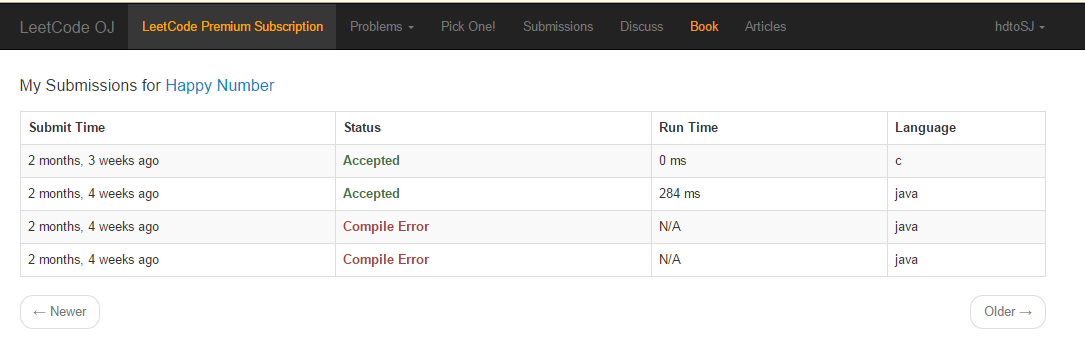 LeetCode OJ LeetCode Premium Subscription Problems Pick One! Submissions Discuss Book Articles hdtoSJ
My Submissions for Happy Number
Submit Time Status Run Time Language
2 months, 3 weeks ago Accepted 0 ms c
2 months, 4 weeks ago Accepted 284 ms java
2 months, 4 weeks ago Compile Error N/A java
2 months, 4 weeks ago Compile Error N/A java
← Newer Older →